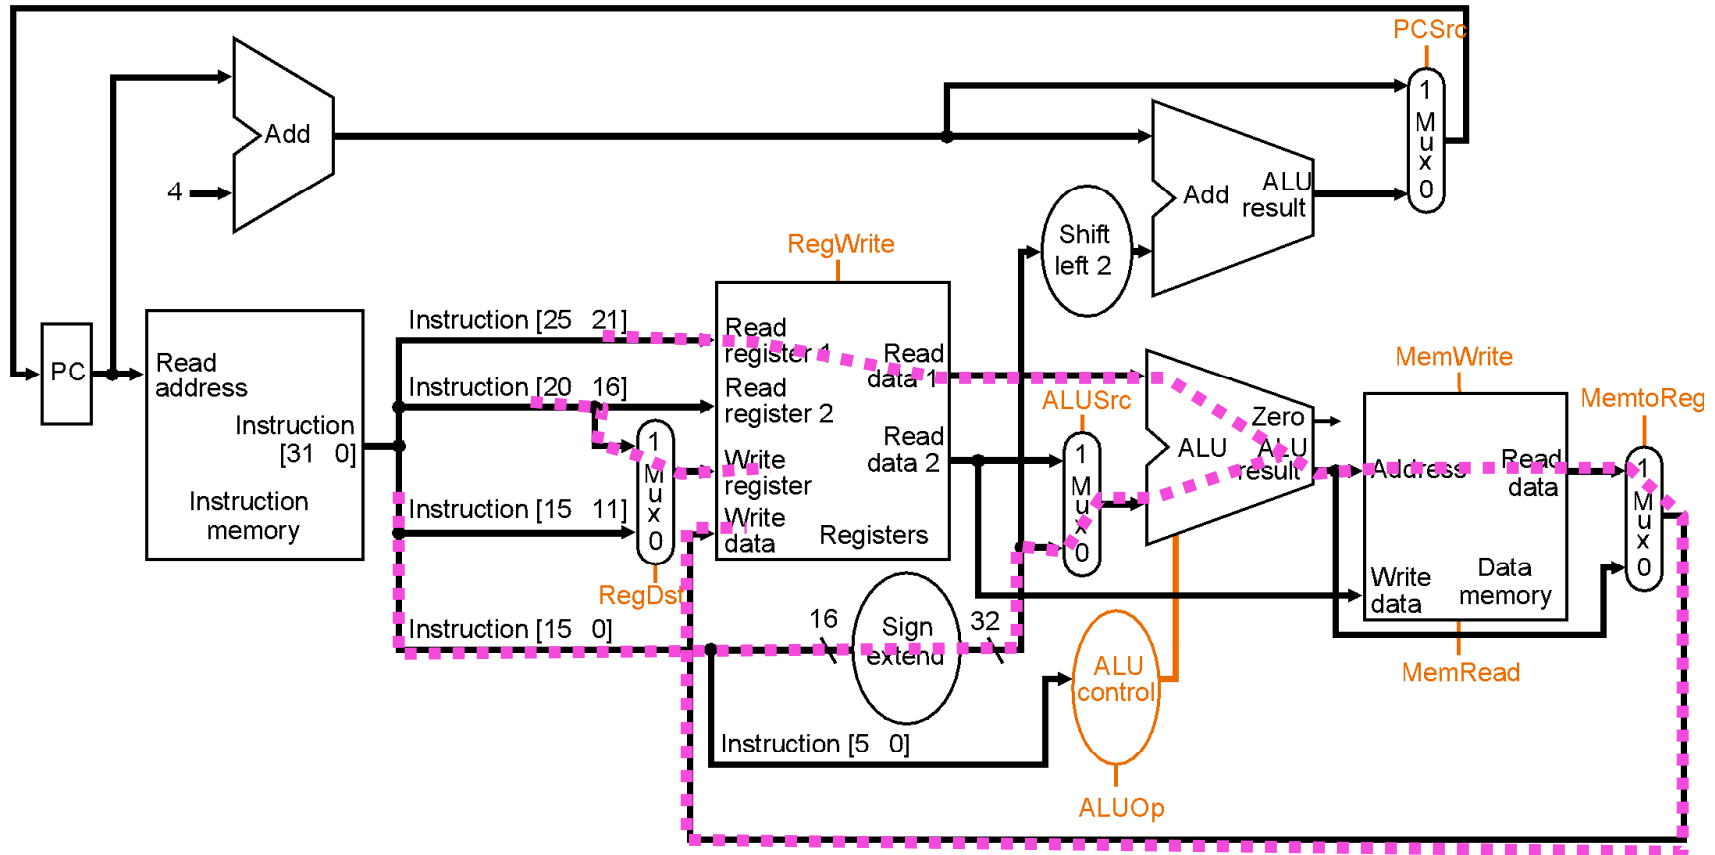 PCSrc
1
M
u
x
0
Add
4
Add
ALU
result
Shift
left 2
RegWrite
Instruction [25 21]
Read
register 1
Read
data 1
PC
Read
address
Instruction [20 16]
Read
register 2
Instruction
[31 0]
Instruction
memory
1
M
u
x
0
RegDst
Write
register
Read
data 2
Instruction [15 11]
Write
data
Registers
ALUSrc
1
M
u
x
0
Zero
ALU
ALU
result
MemWrite
Address
Read
data
Write
data
Data
memory
MemRead
MemtoReg
1
M
u
x
0
Instruction [15 0]
16
Sign
extend
32
ALU
control
Instruction [5 0]
ALUOp